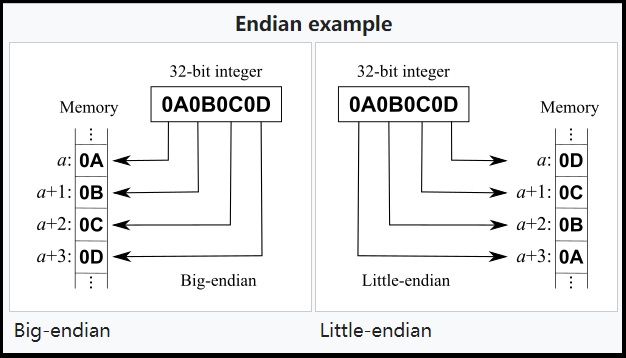 Endian example
32-bit integer
0A0B0C0D
Memory
⋮
a: 0A
a+1: 0B
a+2: 0C
a+3: 0D
⋮
Big-endian
Big-endian
32-bit integer
0A0B0C0D
Memory
⋮
a: 0D
a+1: 0C
a+2: 0B
a+3: 0A
⋮
Little-endian
Little-endian